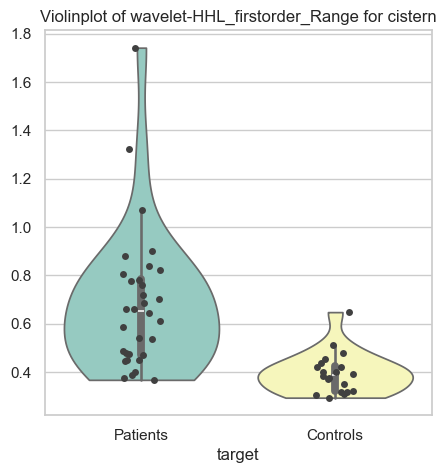 Violinplot of wavelet-HHL_firstorder_Range for cistern
1.8
1.6
1.4
1.2
1.0
0.8
0.6
0.4
Patients Controls
target